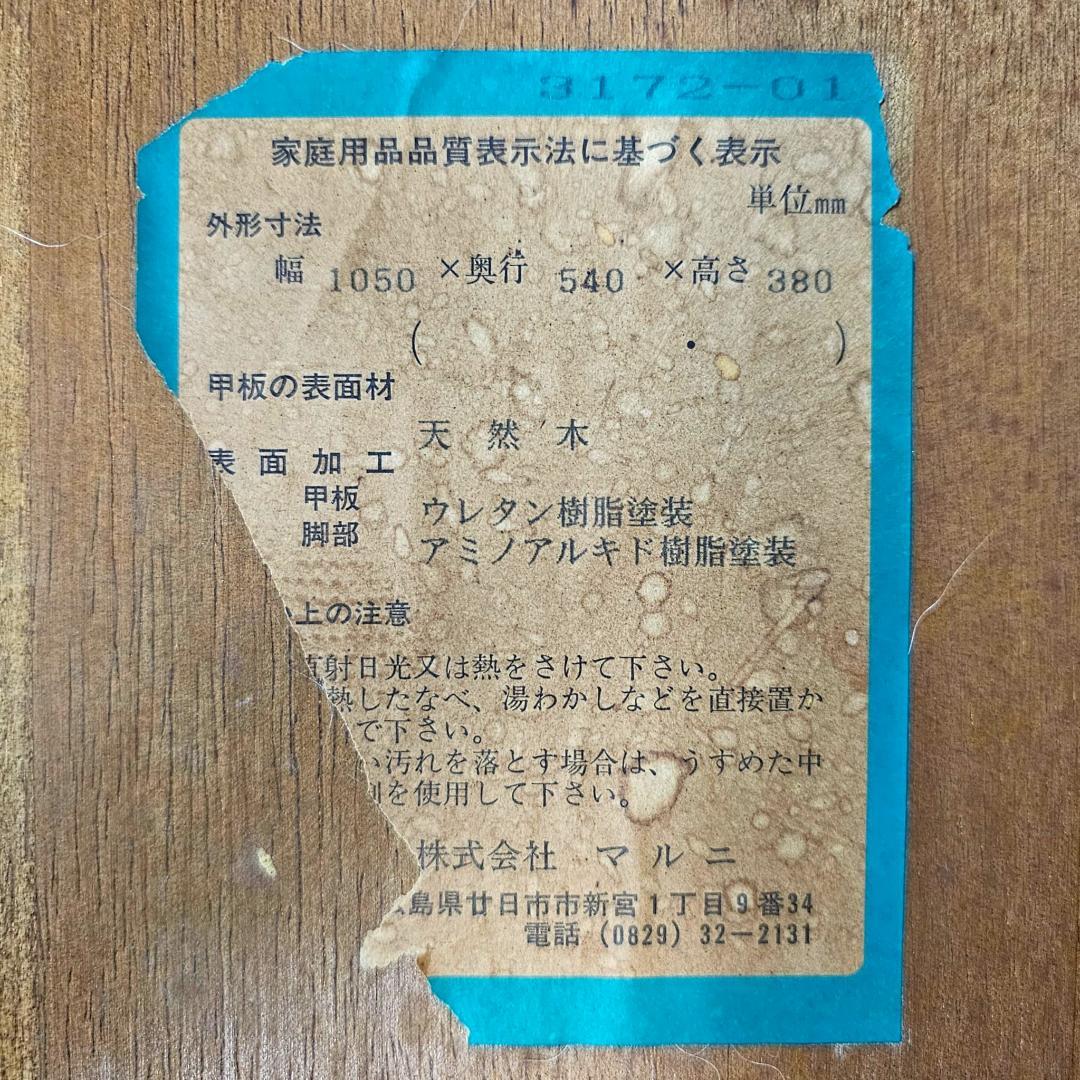 3172-01
家庭用品品質表示法に基づく表示
単位mm
外形寸法
幅 1050 ×奥行 540 ×高さ 380
( ・ )
甲板の表面材
天然木
表面加工
甲板 ウレタン樹脂塗装
脚部 アミノアルキド樹脂塗装
上の注意
直射日光又は熱をさけて下さい。
熱したなべ、湯わかしなどを直接置か
で下さい。
い汚れを落とす場合は、うすめた中
剤を使用して下さい。
株式会社 マルニ
広島県廿日市市新宮1丁目9番34
電話 (0829) 32-2131